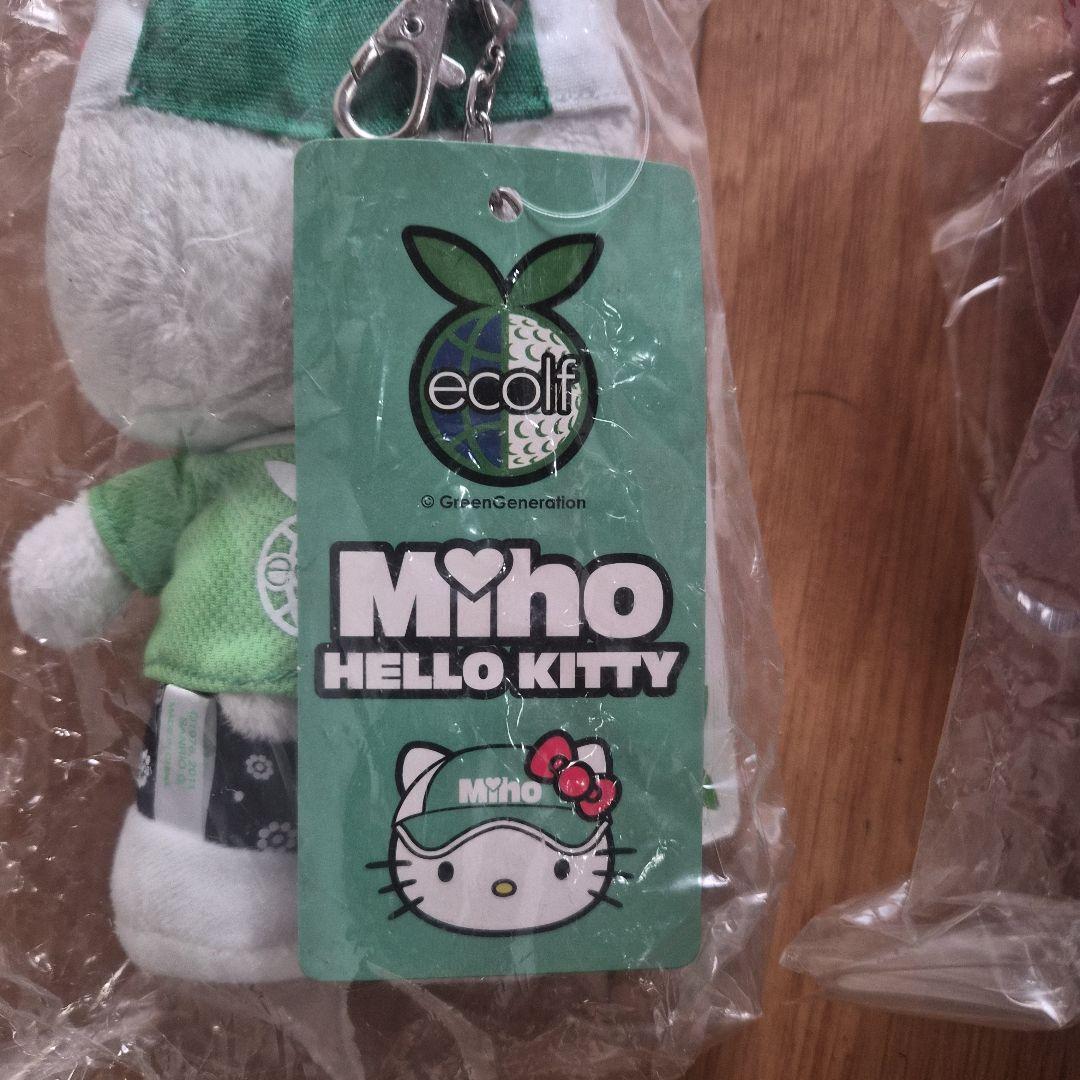 ecolf
© GreenGeneration
Miho
HELLO KITTY
Miho